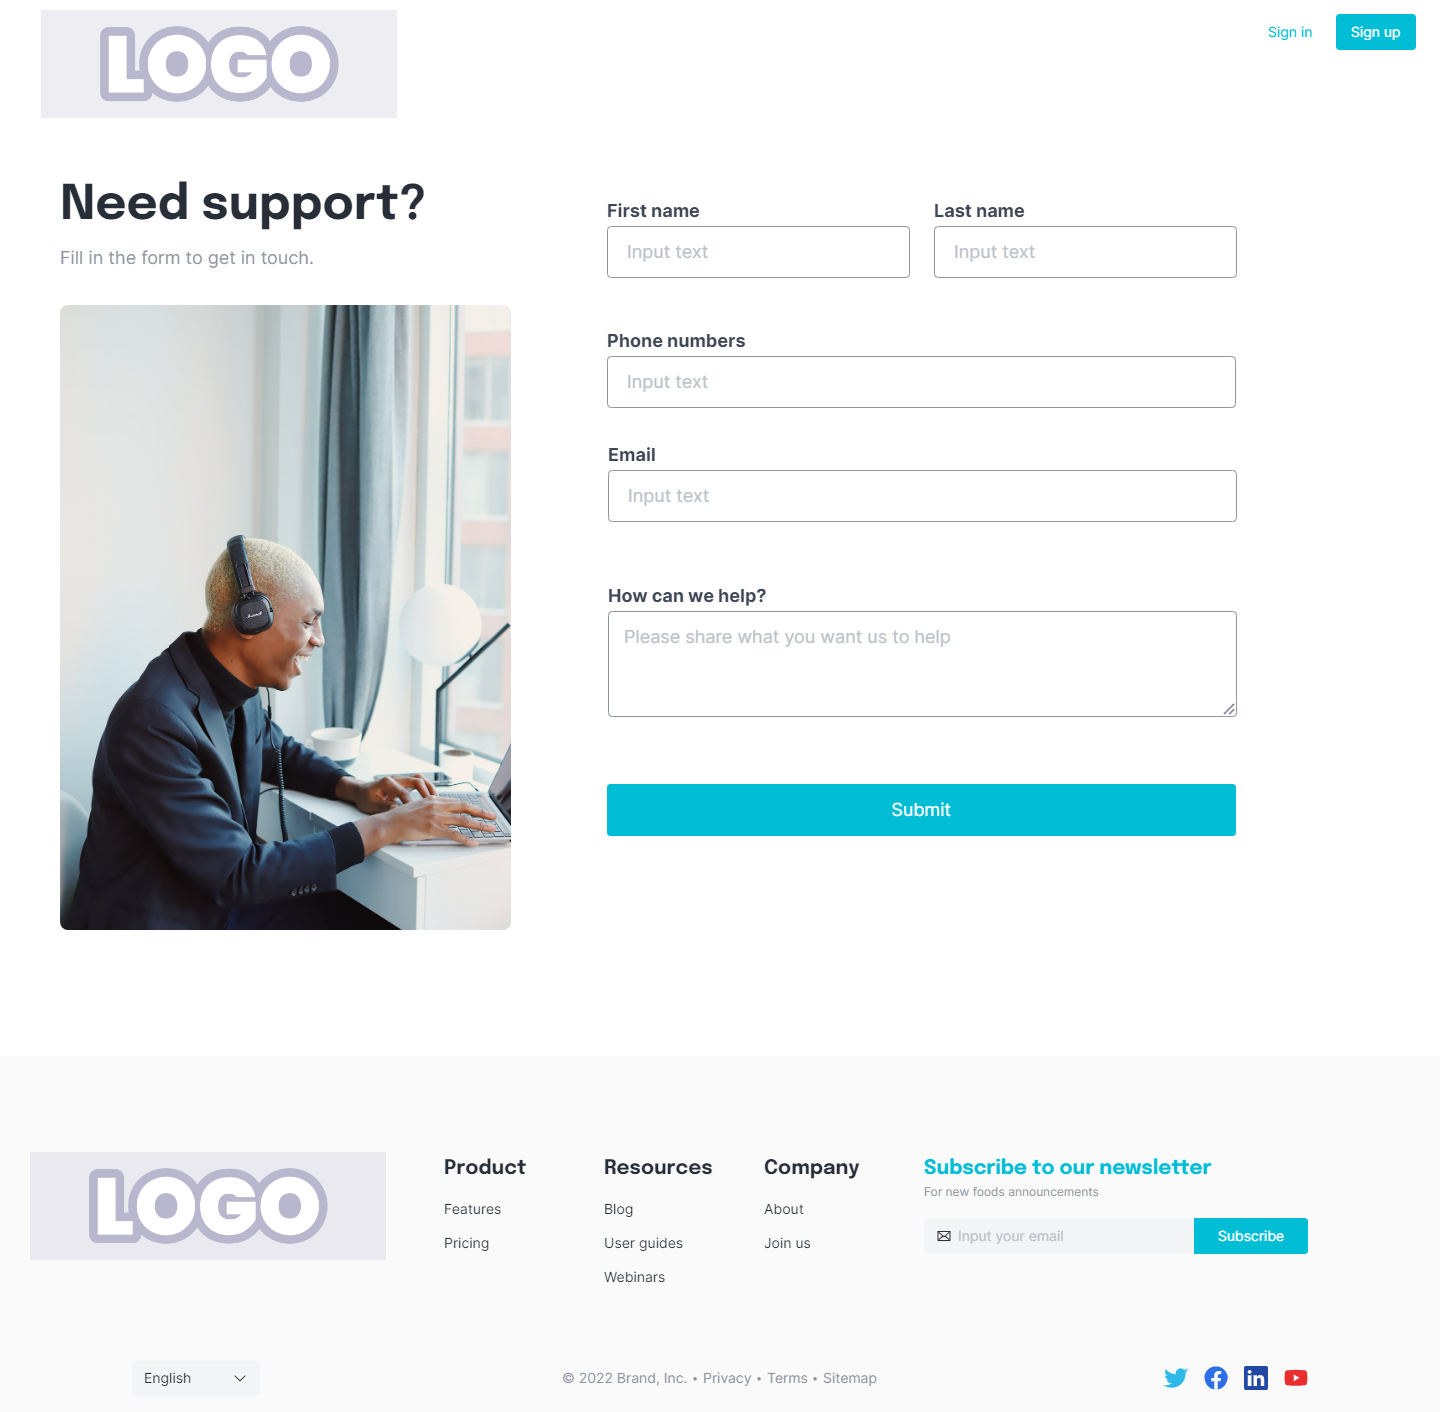 LOGO
Sign in
Sign up
Need support?
Fill in the form to get in touch.
First name
Last name
Input text
Input text
Phone numbers
Input text
Email
Input text
How can we help?
Please share what you want us to help
Submit
LOGO
Product
Features
Pricing
Resources
Blog
User guides
Webinars
Company
About
Join us
Subscribe to our newsletter
For new foods announcements
Input your email
Subscribe
English
© 2022 Brand, Inc. • Privacy • Terms • Sitemap